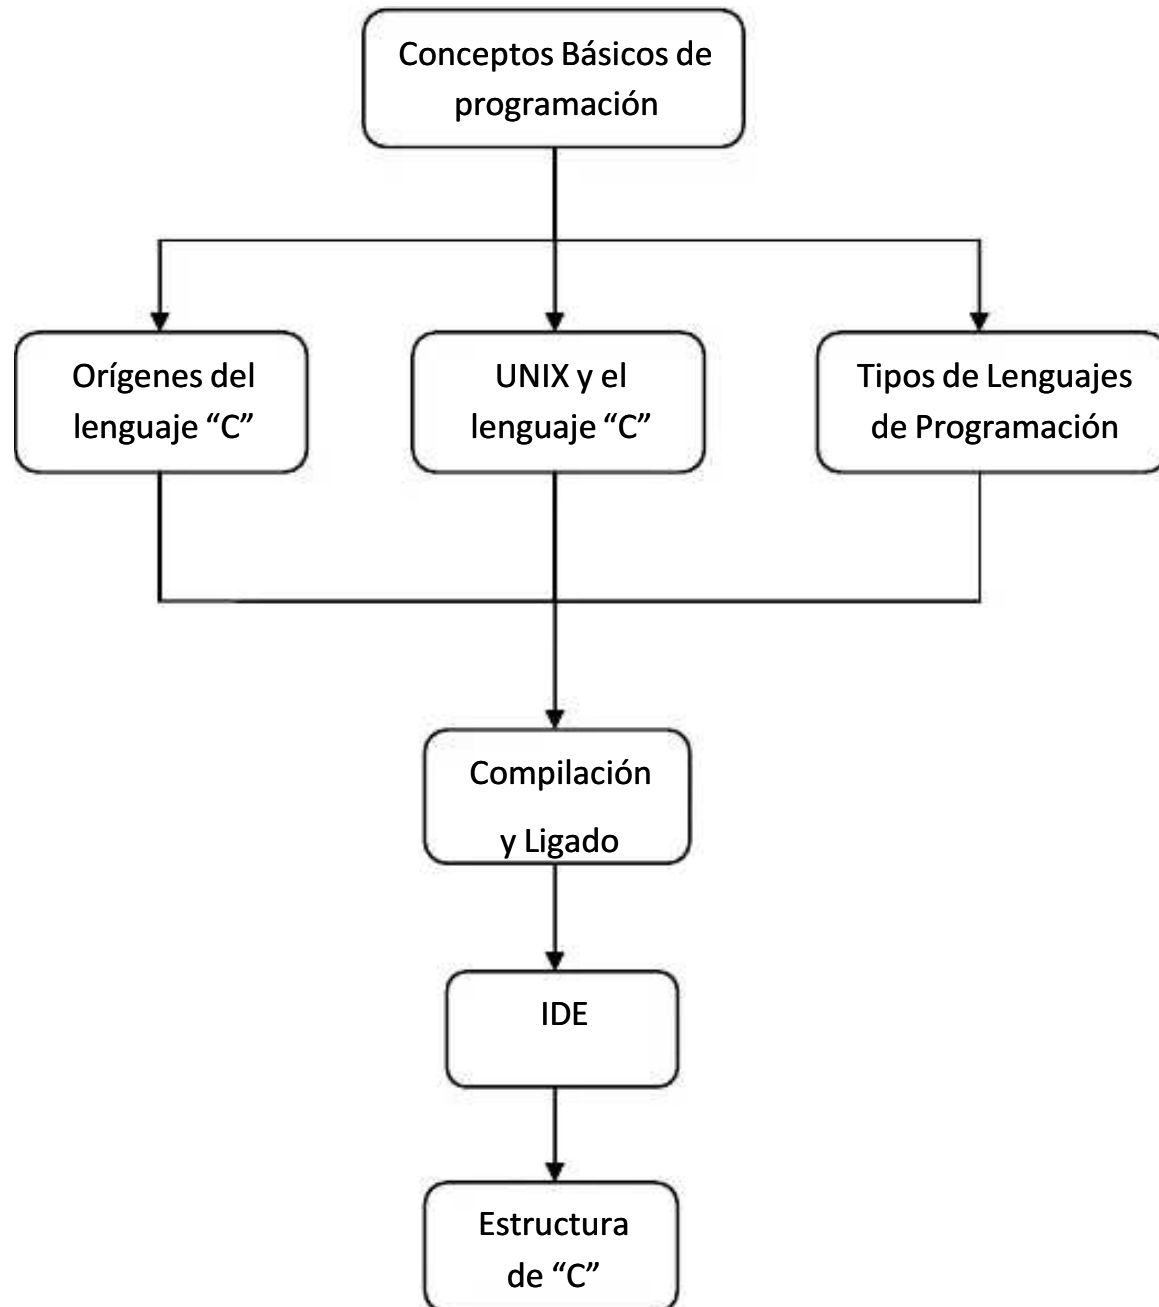 Conceptos Básicos de
programación
Orígenes del
lenguaje “C”
UNIX y el
lenguaje “C”
Tipos de Lenguajes
de Programación
Compilación
y Ligado
IDE
Estructura
de “C”